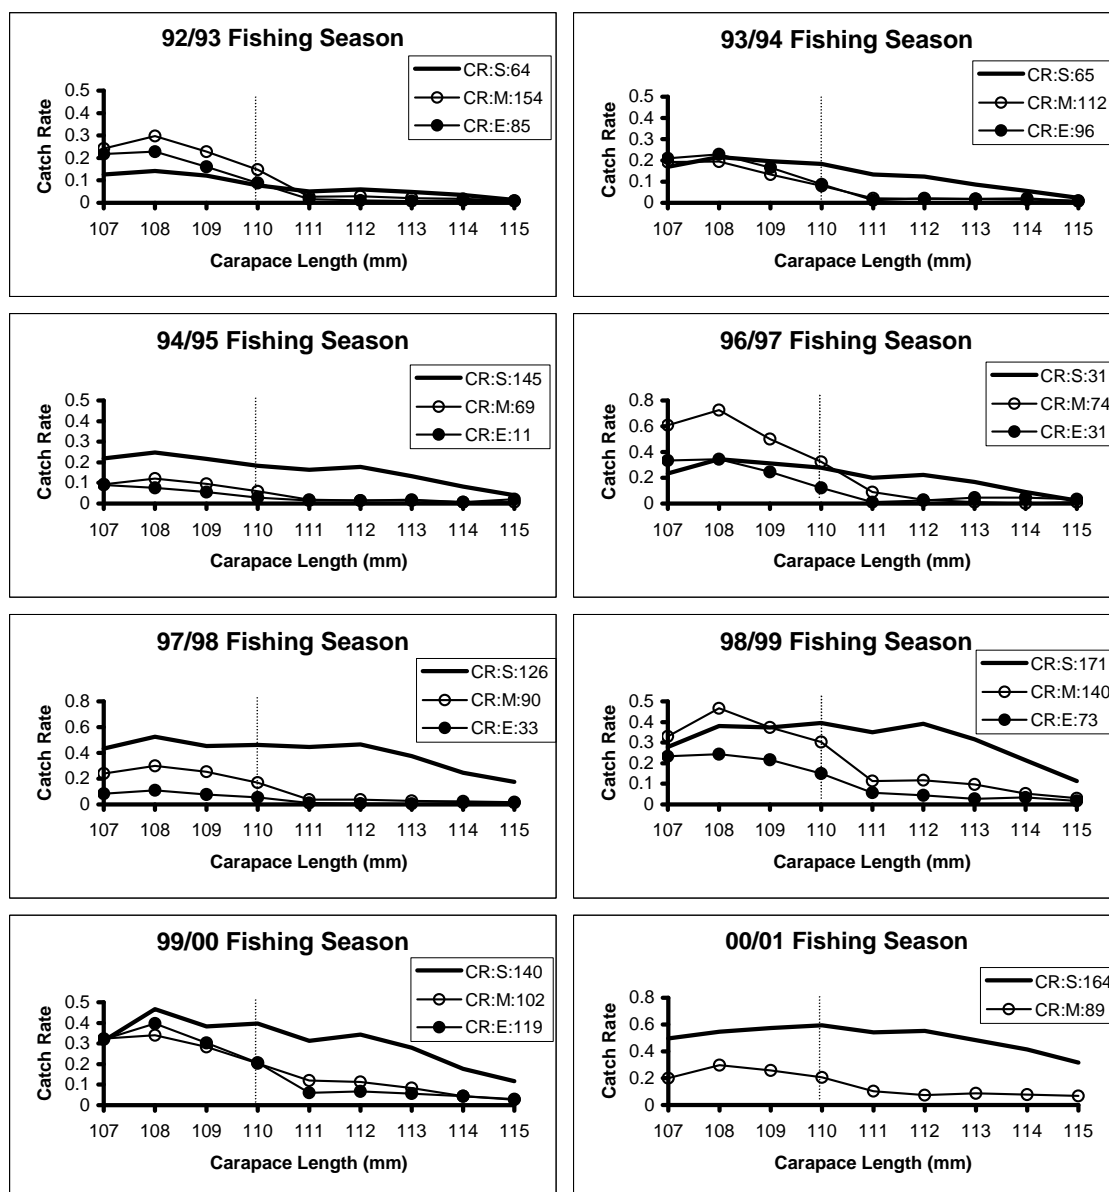 92/93 Fishing Season
CR:S:64
CR:M:154
CR:E:85
Catch Rate
0.5
0.4
0.3
0.2
0.1
0
107 108 109 110 111 112 113 114 115
Carapace Length (mm)
93/94 Fishing Season
CR:S:65
CR:M:112
CR:E:96
Catch Rate
0.5
0.4
0.3
0.2
0.1
0
107 108 109 110 111 112 113 114 115
Carapace Length (mm)
94/95 Fishing Season
CR:S:145
CR:M:69
CR:E:11
Catch Rate
0.5
0.4
0.3
0.2
0.1
0
107 108 109 110 111 112 113 114 115
Carapace Length (mm)
96/97 Fishing Season
CR:S:31
CR:M:74
CR:E:31
Catch Rate
0.8
0.6
0.4
0.2
0
107 108 109 110 111 112 113 114 115
Carapace Length (mm)
97/98 Fishing Season
CR:S:126
CR:M:90
CR:E:33
Catch Rate
0.8
0.6
0.4
0.2
0
107 108 109 110 111 112 113 114 115
Carapace Length (mm)
98/99 Fishing Season
CR:S:171
CR:M:140
CR:E:73
Catch Rate
0.5
0.4
0.3
0.2
0.1
0
107 108 109 110 111 112 113 114 115
Carapace Length (mm)
99/00 Fishing Season
CR:S:140
CR:M:102
CR:E:119
Catch Rate
0.5
0.4
0.3
0.2
0.1
0
107 108 109 110 111 112 113 114 115
Carapace Length (mm)
00/01 Fishing Season
CR:S:164
CR:M:89
Catch Rate
0.8
0.6
0.4
0.2
0
107 108 109 110 111 112 113 114 115
Carapace Length (mm)